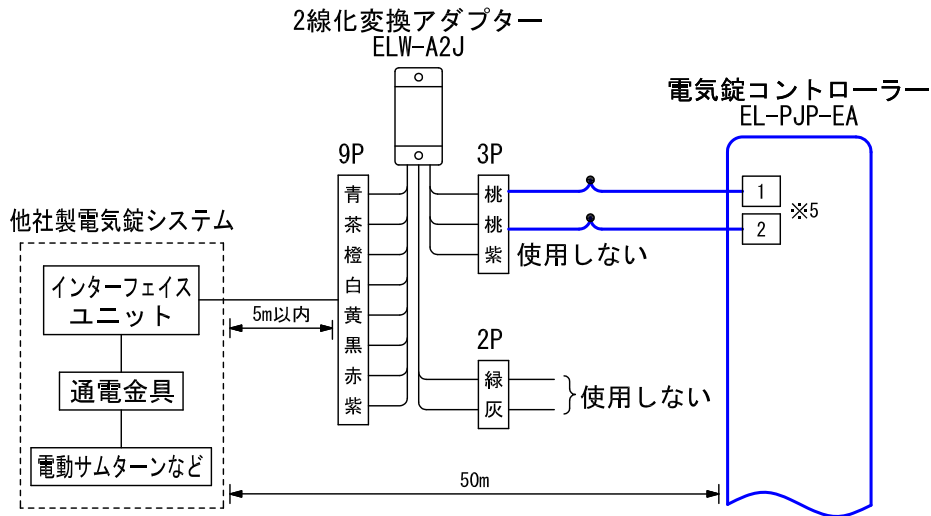 2線化変換アダプター
ELW-A2J
電気錠コントローラー
EL-PJP-EA
9P
3P
青
茶
橙
白
黄
黒
赤
紫
桃
桃
紫
使用しない
1
2
※5
他社製電気錠システム
インターフェイス
ユニット
5m以内
通電金具
電動サムターンなど
2P
緑
灰
使用しない
50m